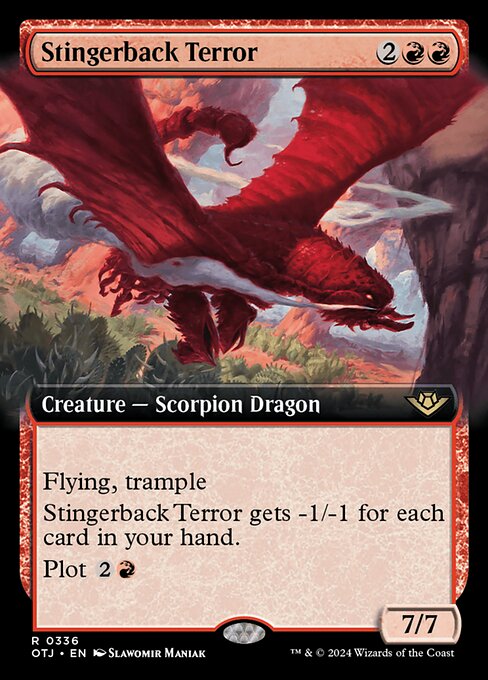 Stingerback Terror 2
Creature — Scorpion Dragon
Flying, trample
Stingerback Terror gets -1/-1 for each
card in your hand.
Plot 2
7/7
R 0336
OTJ • EN Slawomir Maniak
™ & © 2024 Wizards of the Coast